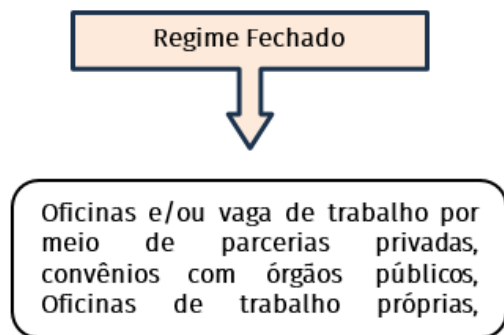 Regime Fechado
Oficinas e/ou vaga de trabalho por
meio de parcerias privadas,
convênios com órgãos públicos,
Oficinas de trabalho próprias,